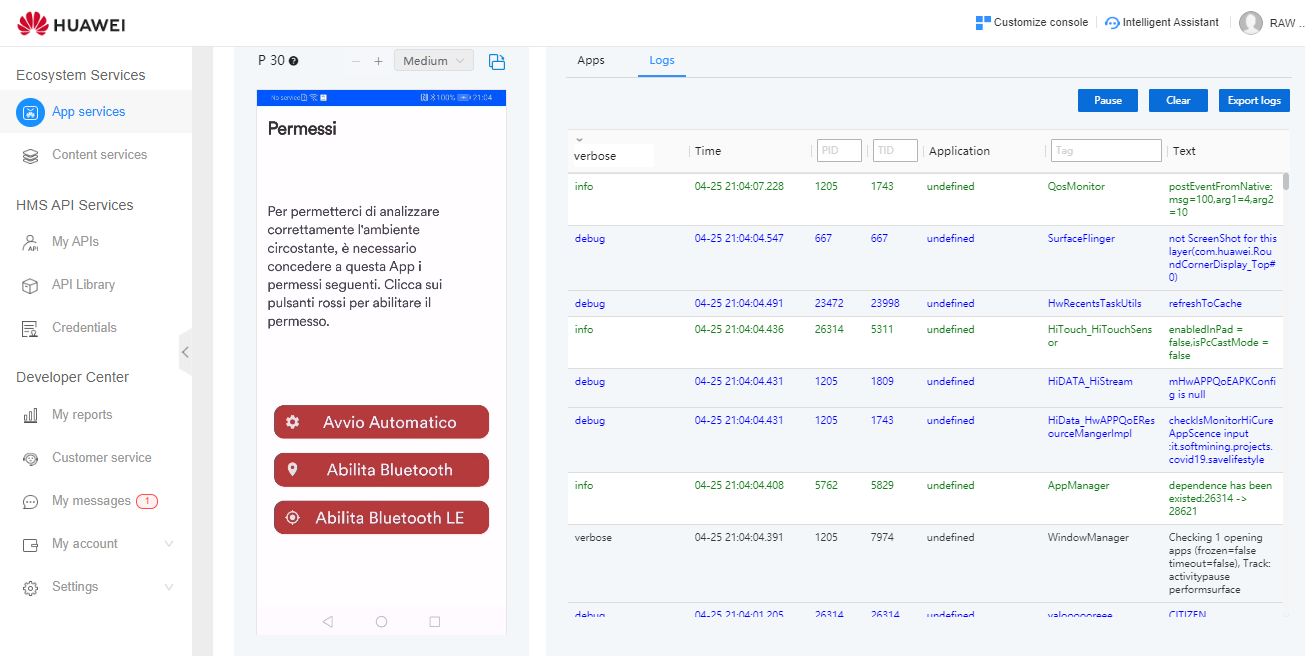 HUAWEI
Customize console
Intelligent Assistant
RAW ...
Ecosystem Services
App services
Content services
HMS API Services
My APIs
API Library
Credentials
Developer Center
My reports
Customer service
My messages 1
My account
Settings
P 30 ?
− + Medium
No service 100% 21:04
Permessi
Per permetterci di analizzare
correttamente l'ambiente
circostante, è necessario
concedere a questa App i
permessi seguenti. Clicca sui
pulsanti rossi per abilitare il
permesso.
Avvio Automatico
Abilita Bluetooth
Abilita Bluetooth LE
Apps Logs
Pause Clear Export logs
verbose Time PID TID Application Tag Text
info 04-25 21:04:07.228 1205 1743 undefined QosMonitor postEventFromNative:
msg=100,arg1=4,arg2
=10
debug 04-25 21:04:04.547 667 667 undefined SurfaceFlinger not ScreenShot for this
layer(com.huawei.Rou
ndCornerDisplay_Top#
0)
debug 04-25 21:04:04.491 23472 23998 undefined HwRecentsTaskUtils refreshToCache
info 04-25 21:04:04.436 26314 5311 undefined HiTouch_HiTouchSens enabledInPad =
or false,isPcCastMode =
false
debug 04-25 21:04:04.431 1205 1809 undefined HiDATA_HiStream mHwAPPQoEAPKConfi
g is null
debug 04-25 21:04:04.431 1205 1743 undefined HiData_HwAPPQoERes checkIsMonitorHiCure
ourceMangerImpl AppScence input
:it.softmining.projects.
covid19.savelifestyle
info 04-25 21:04:04.408 5762 5829 undefined AppManager dependence has been
existed:26314 ->
28621
verbose 04-25 21:04:04.391 1205 7974 undefined WindowManager Checking 1 opening
apps (frozen=false
timeout=false), Track:
activitypause
performsurface
debug 04-25 21:04:01.205 26314 26314 undefined valoooooreee CITIZEN